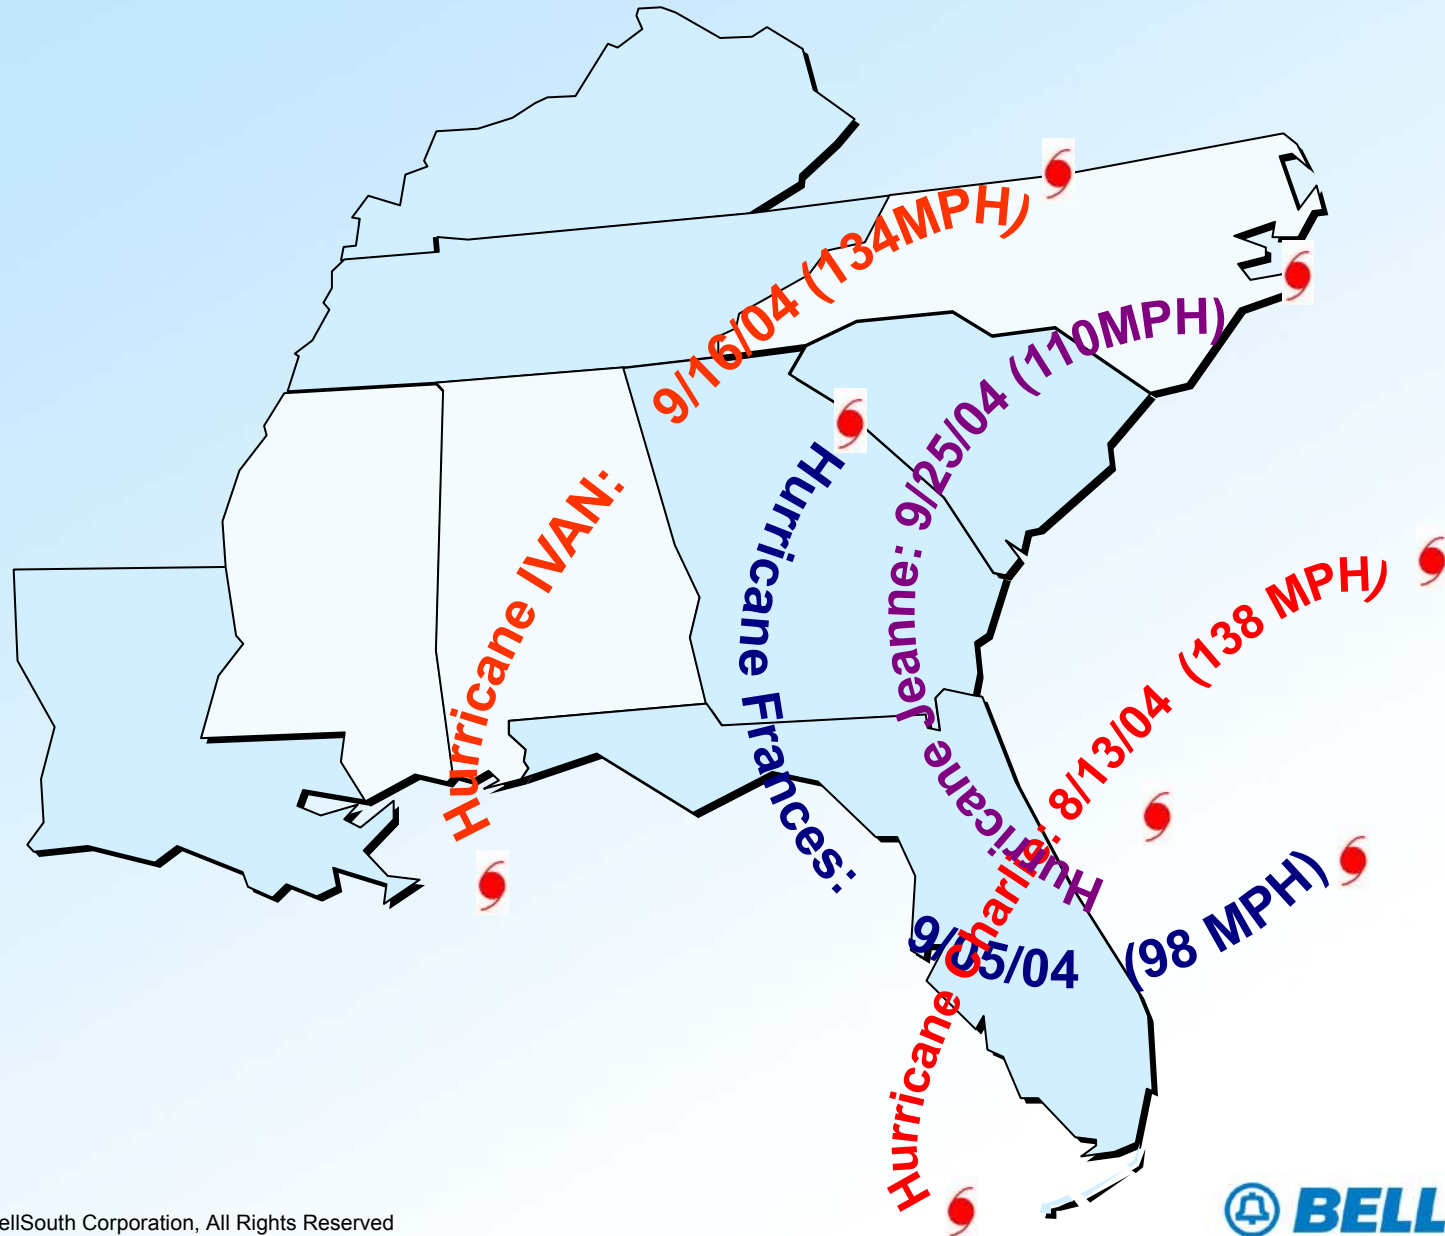 Hurricane IVAN: 9/16/04 (134MPH)
Hurricane Frances: 9/05/04 (98 MPH)
Hurricane Jeanne: 9/25/04 (110MPH)
Hurricane Charlie: 8/13/04 (138 MPH)
ellSouth Corporation, All Rights Reserved
BELL